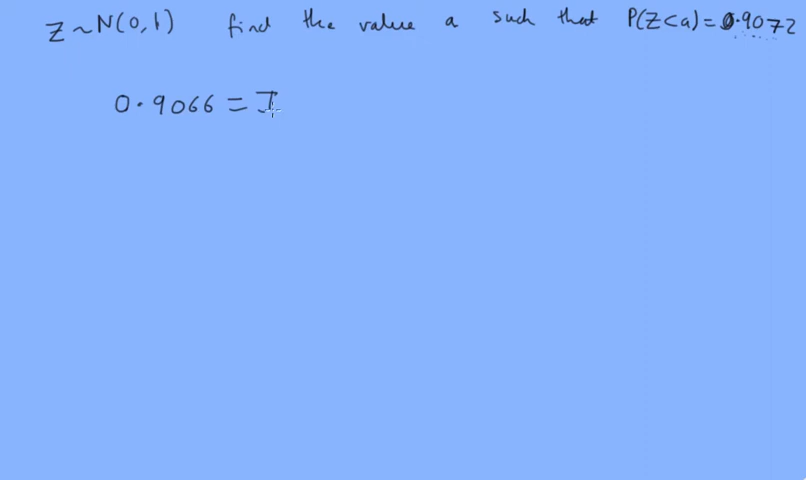 Z~N(0,1) find the value a such that P(Z<a)=0.9072
0.9066 =